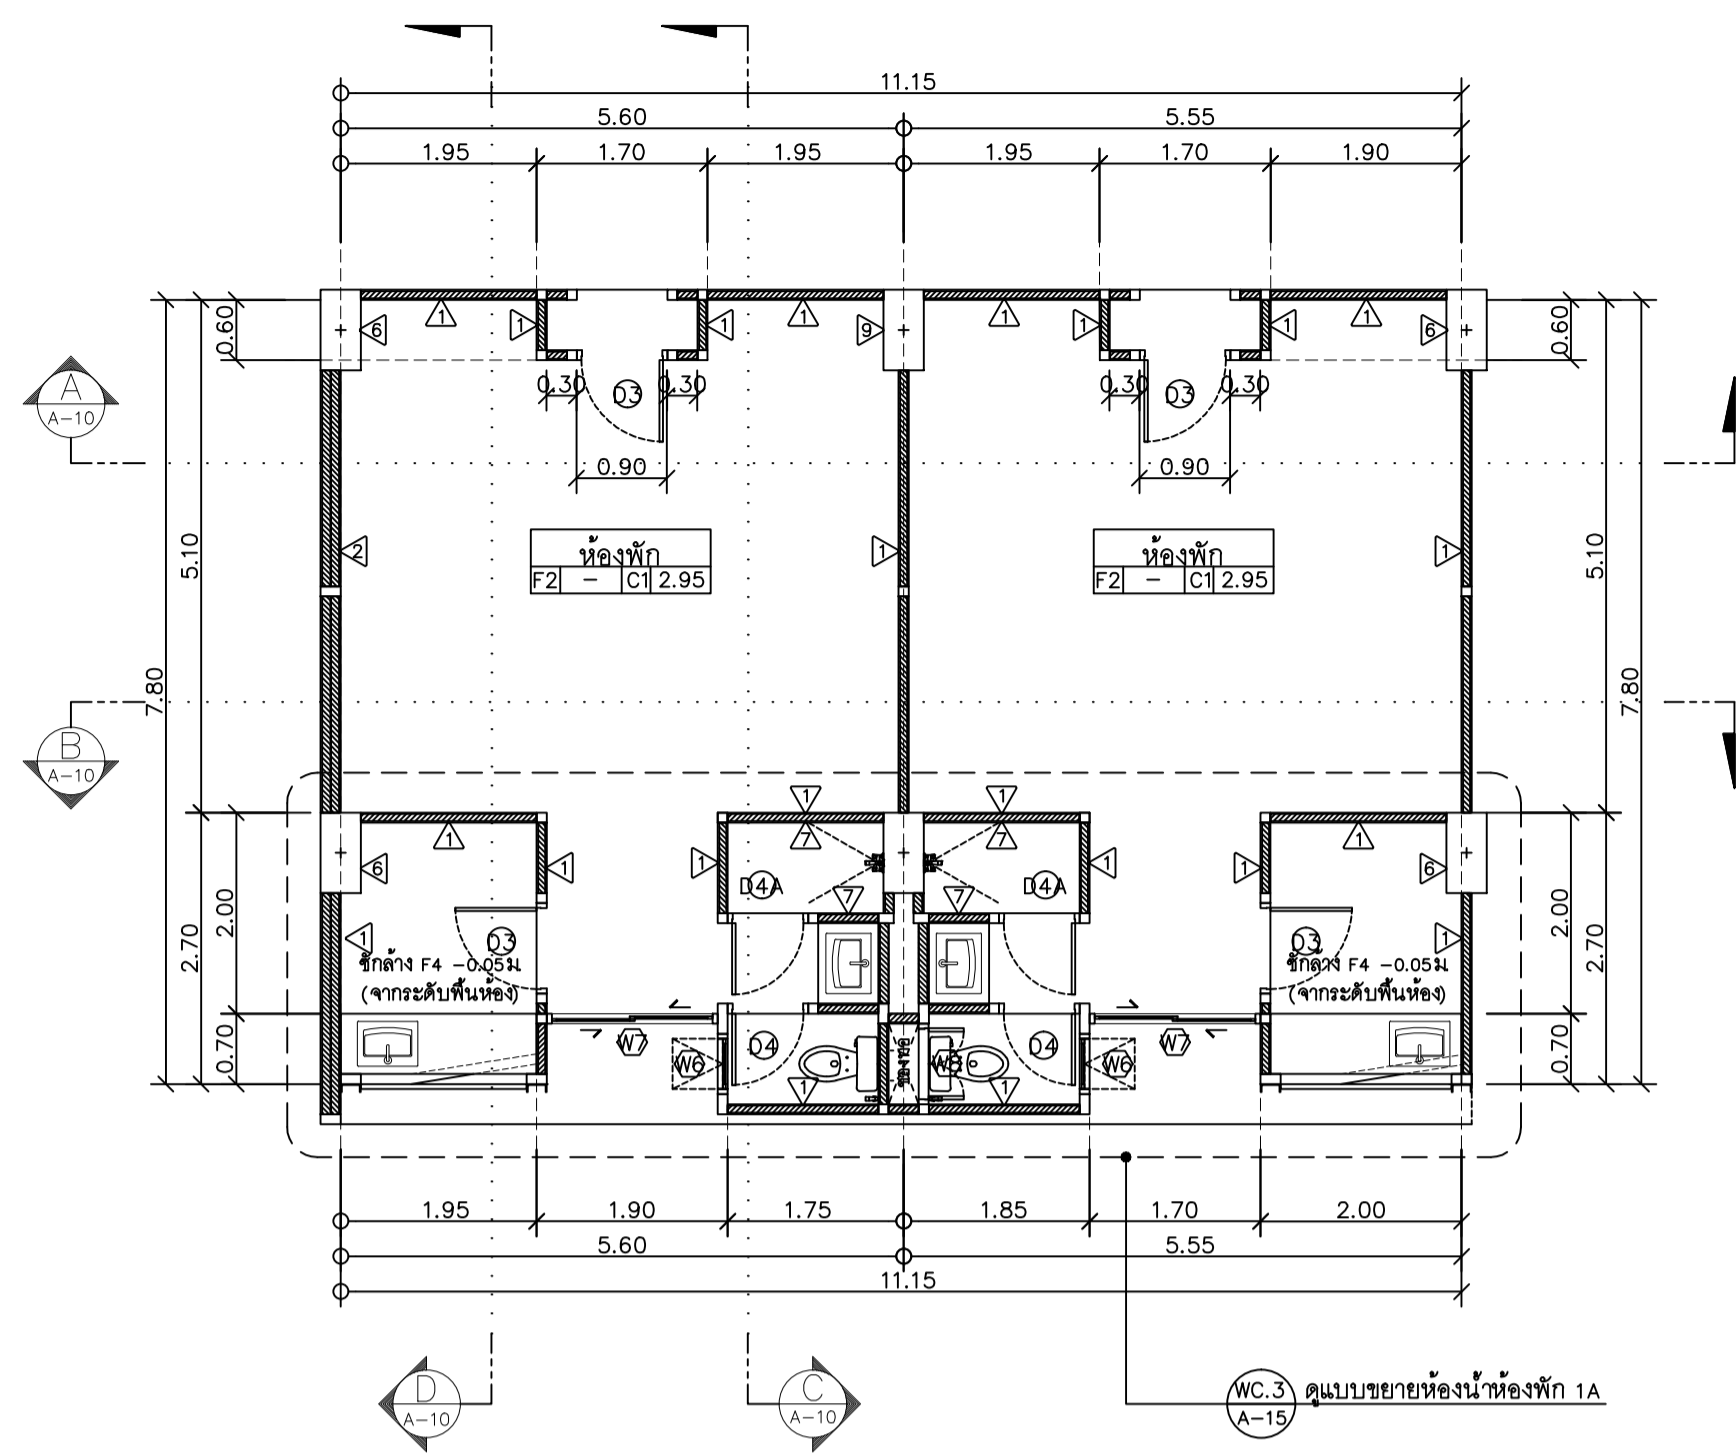 11.15
5.60 5.55
1.95 1.70 1.95 1.95 1.70 1.90
1 1 1 1 1 1 1 1
6 9 6
0.60 0.60
0.30 0.30 0.30 0.30
D3 D3
A
A-10
0.90 0.90
ห้องพัก ห้องพัก
F2 - C1 2.95 F2 - C1 2.95
2 1 1
5.10 5.10
7.80 7.80
B
A-10
1 1
1 7 7 1
6 1 1 1 1 6
D4A D4A
7 7
2.00 2.00
2.70 2.70
1 D3 D3 1
ซักล้าง F4 -0.05ม. ซักล้าง F4 -0.05ม.
(จากระดับพื้นห้อง) (จากระดับพื้นห้อง)
W7 D4 D4 W7
0.70 W6 ช่องท่อ W8 W6 0.70
1 1
1.95 1.90 1.75 1.85 1.70 2.00
5.60 5.55
11.15
D
A-10
C
A-10
WC.3 ดูแบบขยายห้องน้ำห้องพัก 1A
A-15